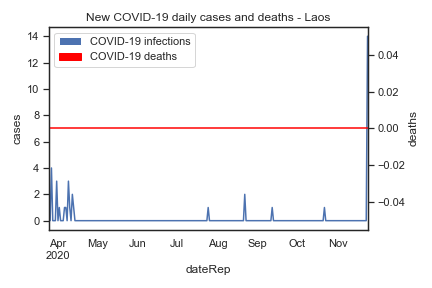 New COVID-19 daily cases and deaths - Laos
COVID-19 infections
COVID-19 deaths
14
12
10
8
6
4
2
0
cases
0.04
0.02
0.00
−0.02
−0.04
deaths
Apr May Jun Jul Aug Sep Oct Nov
2020
dateRep